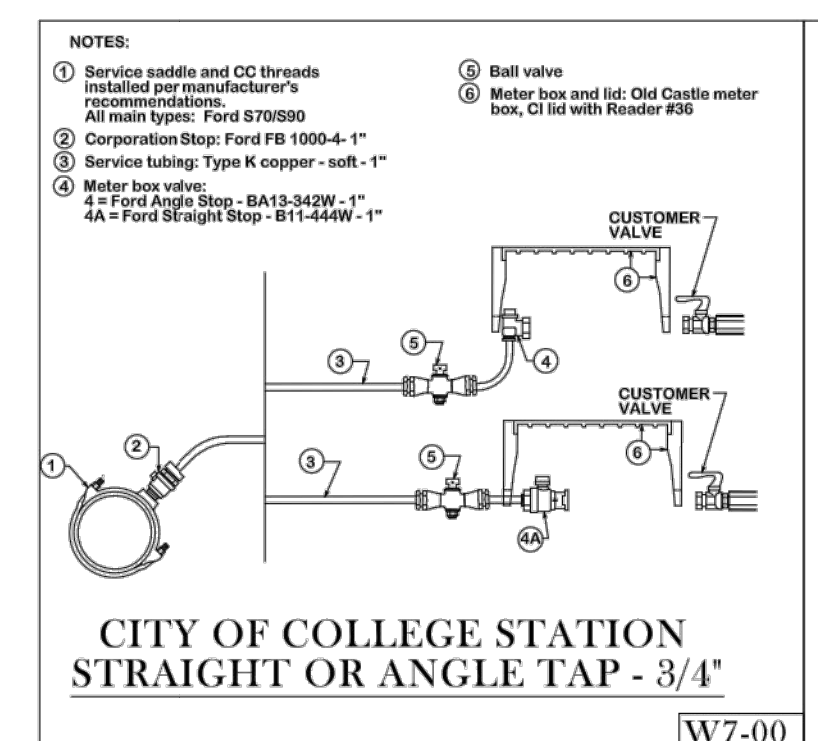 NOTES:
1 Service saddle and CC threads
installed per manufacturer's
recommendations.
All main types: Ford S70/S90
2 Corporation Stop: Ford FB 1000-4- 1"
3 Service tubing: Type K copper - soft - 1"
4 Meter box valve:
4 = Ford Angle Stop - BA13-342W - 1"
4A = Ford Straight Stop - B11-444W - 1"
5 Ball valve
6 Meter box and lid: Old Castle meter
box, CI lid with Reader #36
CUSTOMER
VALVE
6
5
3
4
CUSTOMER
VALVE
2
1
3
5
6
4A
CITY OF COLLEGE STATION
STRAIGHT OR ANGLE TAP - 3/4"
W7-00